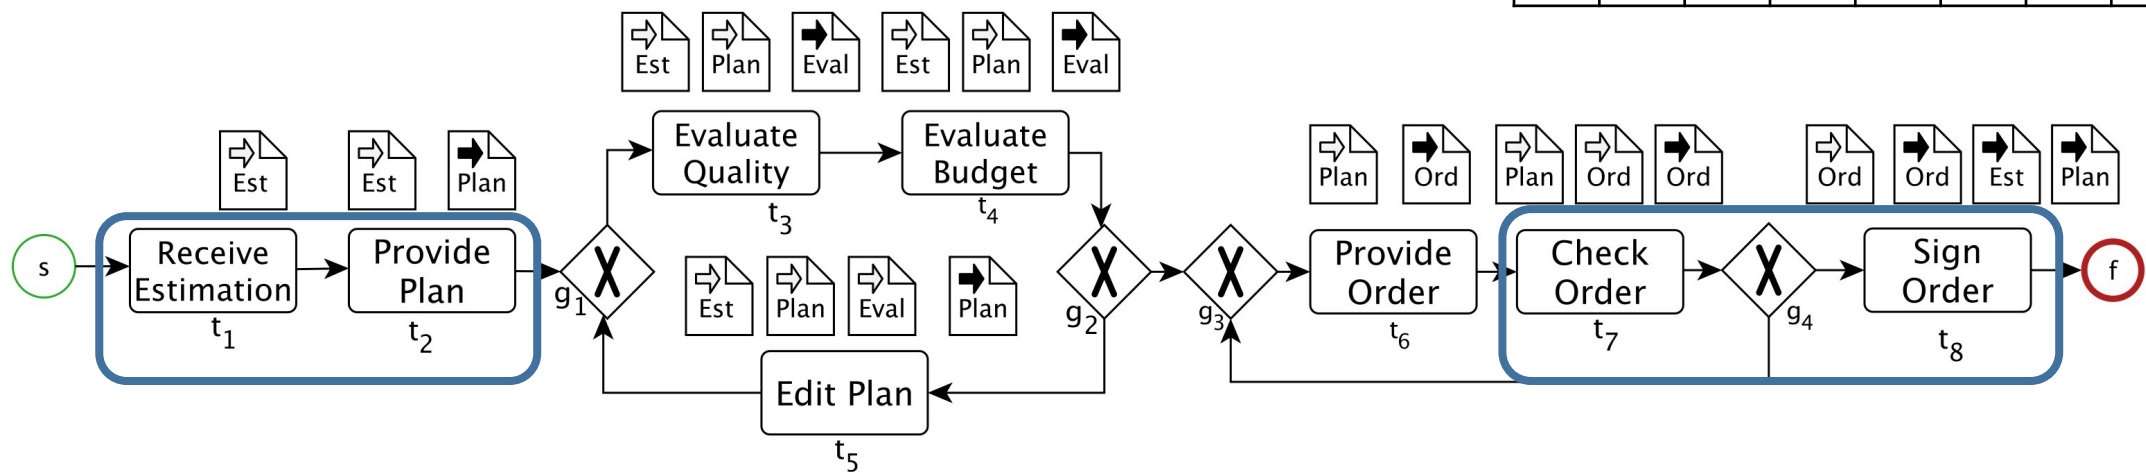 Est
Plan
Eval
Est
Plan
Eval
Est
Est
Plan
Evaluate
Quality
t3
Evaluate
Budget
t4
Plan
Ord
Plan
Ord
Ord
Ord
Ord
Est
Plan
s
Receive
Estimation
t1
Provide
Plan
t2
X
g1
Est
Plan
Eval
Plan
X
g2
X
g3
Provide
Order
t6
Check
Order
t7
X
g4
Sign
Order
t8
f
Edit Plan
t5